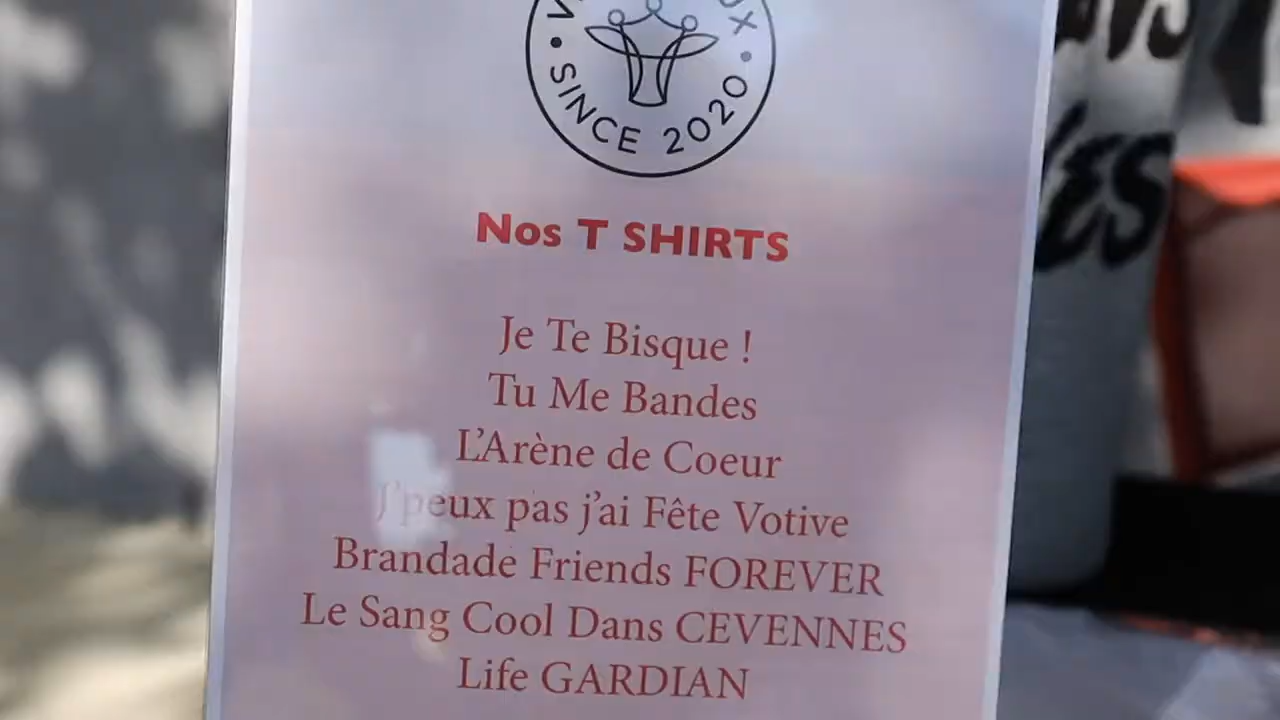 • SINCE 2020 •
Nos T SHIRTS
Je Te Bisque !
Tu Me Bandes
L'Arène de Coeur
J'peux pas j'ai Fête Votive
Brandade Friends FOREVER
Le Sang Cool Dans CEVENNES
Life GARDIAN